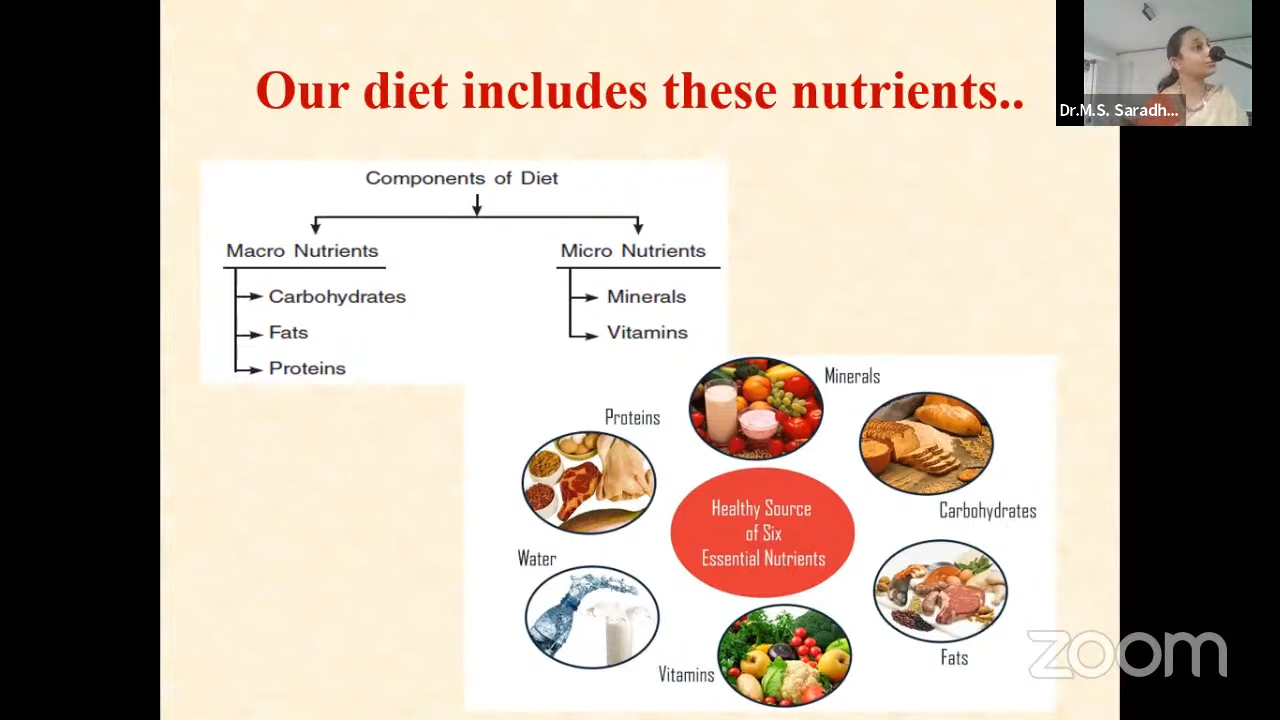 Our diet includes these nutrients..
Dr.M.S. Saradh...
Components of Diet
Macro Nutrients
Carbohydrates
Fats
Proteins
Micro Nutrients
Minerals
Vitamins
Minerals
Proteins
Carbohydrates
Healthy Source
of Six
Essential Nutrients
Water
Fats
Vitamins
zoom